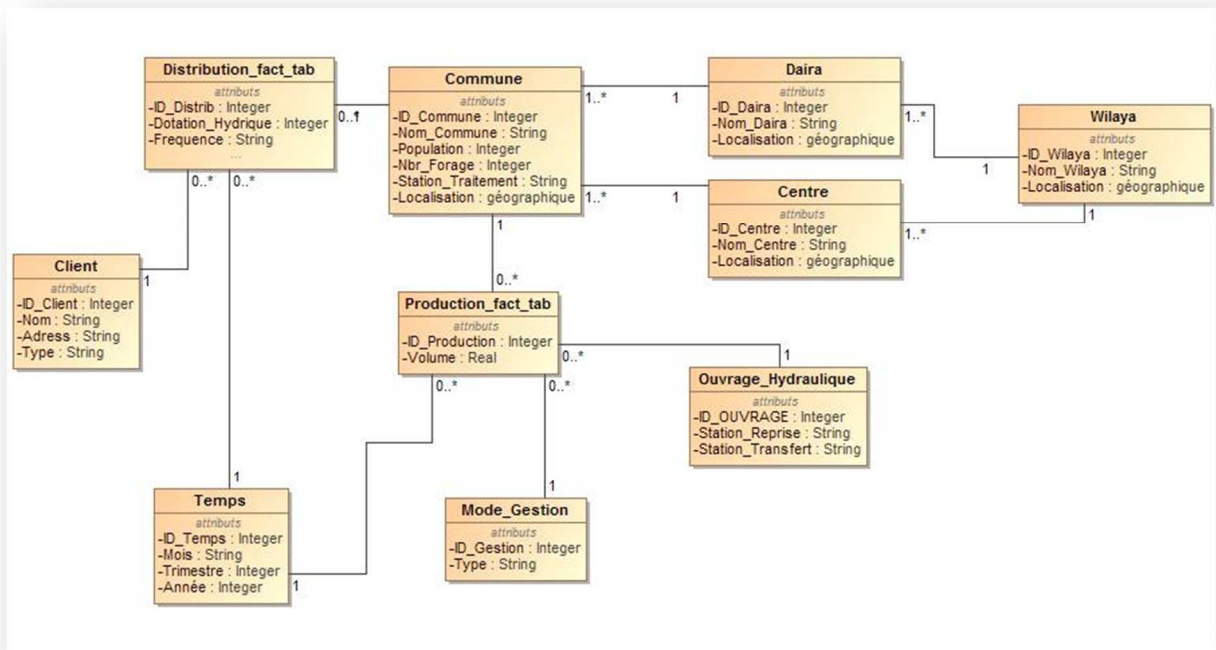 Distribution_fact_tab
attributs
-ID_Distrib : Integer
-Dotation_Hydrique : Integer
-Frequence : String
...
0..*
0..*
Commune
attributs
-ID_Commune : Integer
-Nom_Commune : String
-Population : Integer
-Nbr_Forage : Integer
-Station_Traitement : String
-Localisation : géographique
1..*
1
1..*
1
1
Daira
attributs
-ID_Daira : Integer
-Nom_Daira : String
-Localisation : géographique
1..*
1
Wilaya
attributs
-ID_Wilaya : Integer
-Nom_Wilaya : String
-Localisation : géographique
1
Centre
attributs
-ID_Centre : Integer
-Nom_Centre : String
-Localisation : géographique
1..*
Client
attributs
-ID_Client : Integer
-Nom : String
-Adress : String
-Type : String
1
0..*
Production_fact_tab
attributs
-ID_Production : Integer
-Volume : Real
0..*
0..*
0..*
1
Ouvrage_Hydraulique
attributs
-ID_OUVRAGE : Integer
-Station_Reprise : String
-Station_Transfert : String
1
Temps
attributs
-ID_Temps : Integer
-Mois : String
-Trimestre : Integer
-Année : Integer
1
1
Mode_Gestion
attributs
-ID_Gestion : Integer
-Type : String